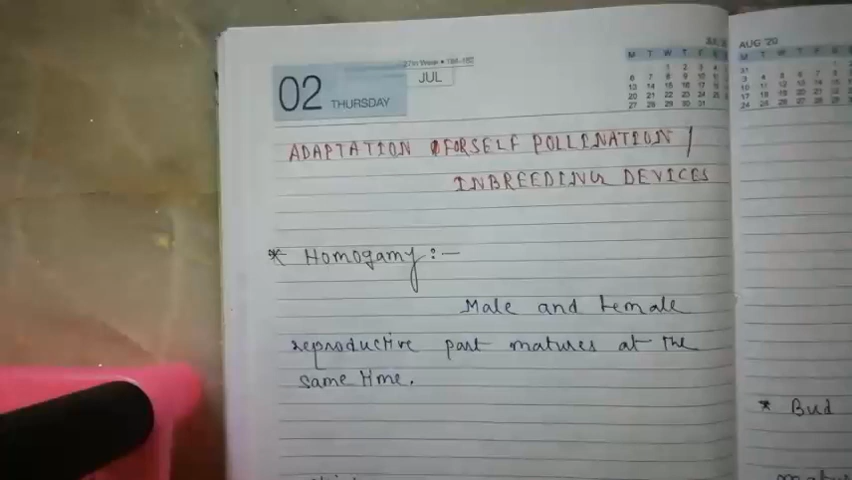 02 THURSDAY
JUL
ADAPTATION FOR SELF POLLINATION /
INBREEDING DEVICES
* Homogamy :-
Male and female
reproductive part matures at the
same time.
AUG '20
* Bud